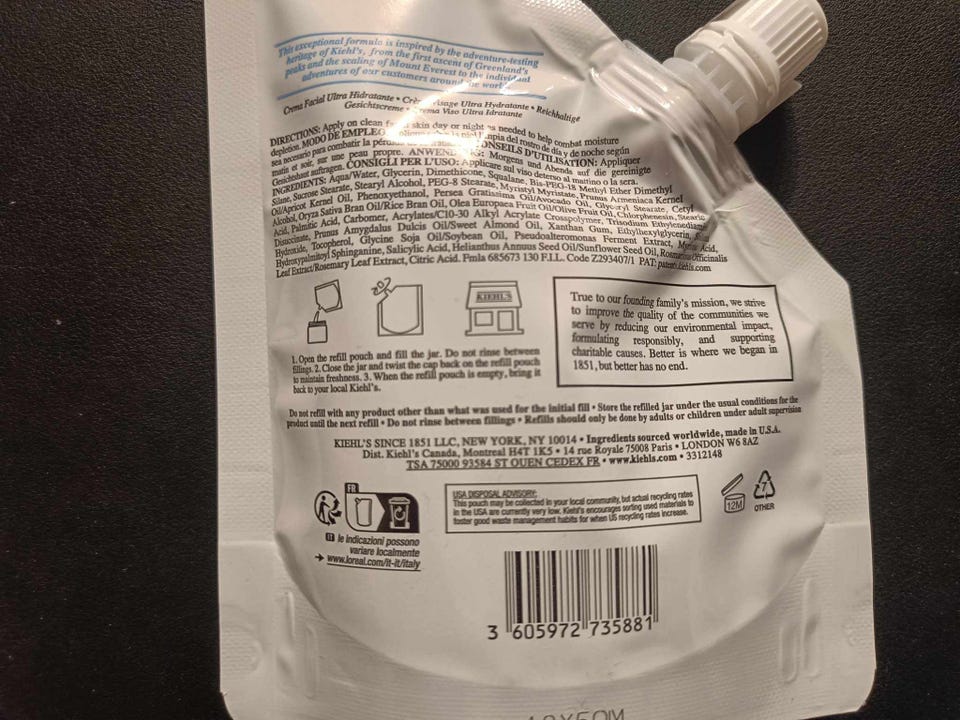 This exceptional formula is inspired by the adventure-testing
heritage of Kiehl's, from the first ascent of Greenland's
peaks and the scaling of Mount Everest to the individual
adventures of our customers around the world.
Crema Facial Ultra Hidratante • Crème Visage Ultra Hydratante • Reichhaltige
Gesichtscreme • Crema Viso Ultra Idratante
DIRECTIONS: Apply on clean skin day or night as needed to help combat moisture
depletion. MODO DE EMPLEO: la piel limpia del rostro de día y de noche según
sea necesario para combatir la CONSEILS D'UTILISATION: Appliquer
matin et soir, sur une peau propre. ANWENDUNG: Morgens und Abends auf die gereinigte
Gesichtshaut auftragen. CONSIGLI PER L'USO: Applicare sul viso deterso al mattino o la sera.
INGREDIENTS: Aqua/Water, Glycerin, Dimethicone, Squalane, Bis-PEG-18 Methyl Ether Dimethyl
Silane, Sucrose Stearate, Stearyl Alcohol, PEG-8 Stearate, Myristyl Myristate, Prunus Armeniaca Kernel
Oil/Apricot Kernel Oil, Phenoxyethanol, Persea Gratissima Oil/Avocado Oil, Glyceryl Stearate, Cetyl
Alcohol, Oryza Sativa Bran Oil/Rice Bran Oil, Olea Europaea Fruit Oil/Olive Fruit Oil, Chlorphenesin, Stearic
Acid, Palmitic Acid, Carbomer, Acrylates/C10-30 Alkyl Acrylate Crosspolymer, Trisodium Ethylenediamine
Disuccinate, Prunus Amygdalus Dulcis Oil/Sweet Almond Oil, Xanthan Gum, Ethylhexylglycerin, Sodium
Hydroxide, Tocopherol, Glycine Soja Oil/Soybean Oil, Pseudoalteromonas Ferment Extract, Myristic Acid,
Hydroxypalmitoyl Sphinganine, Salicylic Acid, Helianthus Annuus Seed Oil/Sunflower Seed Oil, Rosmarinus Officinalis
Leaf Extract/Rosemary Leaf Extract, Citric Acid. Fmla 685673 130 F.I.L. Code Z293407/1 PAT: patents.kiehls.com
KIEHL'S
1. Open the refill pouch and fill the jar. Do not rinse between
fillings. 2. Close the jar and twist the cap back on the refill pouch
to maintain freshness. 3. When the refill pouch is empty, bring it
back to your local Kiehl's.
True to our founding family's mission, we strive
to improve the quality of the communities we
serve by reducing our environmental impact,
formulating responsibly, and supporting
charitable causes. Better is where we began in
1851, but better has no end.
Do not refill with any product other than what was used for the initial fill • Store the refilled jar under the usual conditions for the
product until the next refill • Do not rinse between fillings • Refills should only be done by adults or children under adult supervision
KIEHL'S SINCE 1851 LLC, NEW YORK, NY 10014 • Ingredients sourced worldwide, made in U.S.A.
Dist. Kiehl's Canada, Montreal H4T 1K5 • 14 rue Royale 75008 Paris • LONDON W6 8AZ
TSA 75000 93584 ST OUEN CEDEX FR • www.kiehls.com • 3312148
FR
IT le indicazioni possono
variare localmente
→ www.loreal.com/it-it/italy
USA DISPOSAL ADVISORY:
This pouch may be collected in your local community, but actual recycling rates
in the USA are currently very low. Kiehl's encourages sorting used materials to
foster good waste management habits for when US recycling rates increase.
12M
7
OTHER
3 605972 735881